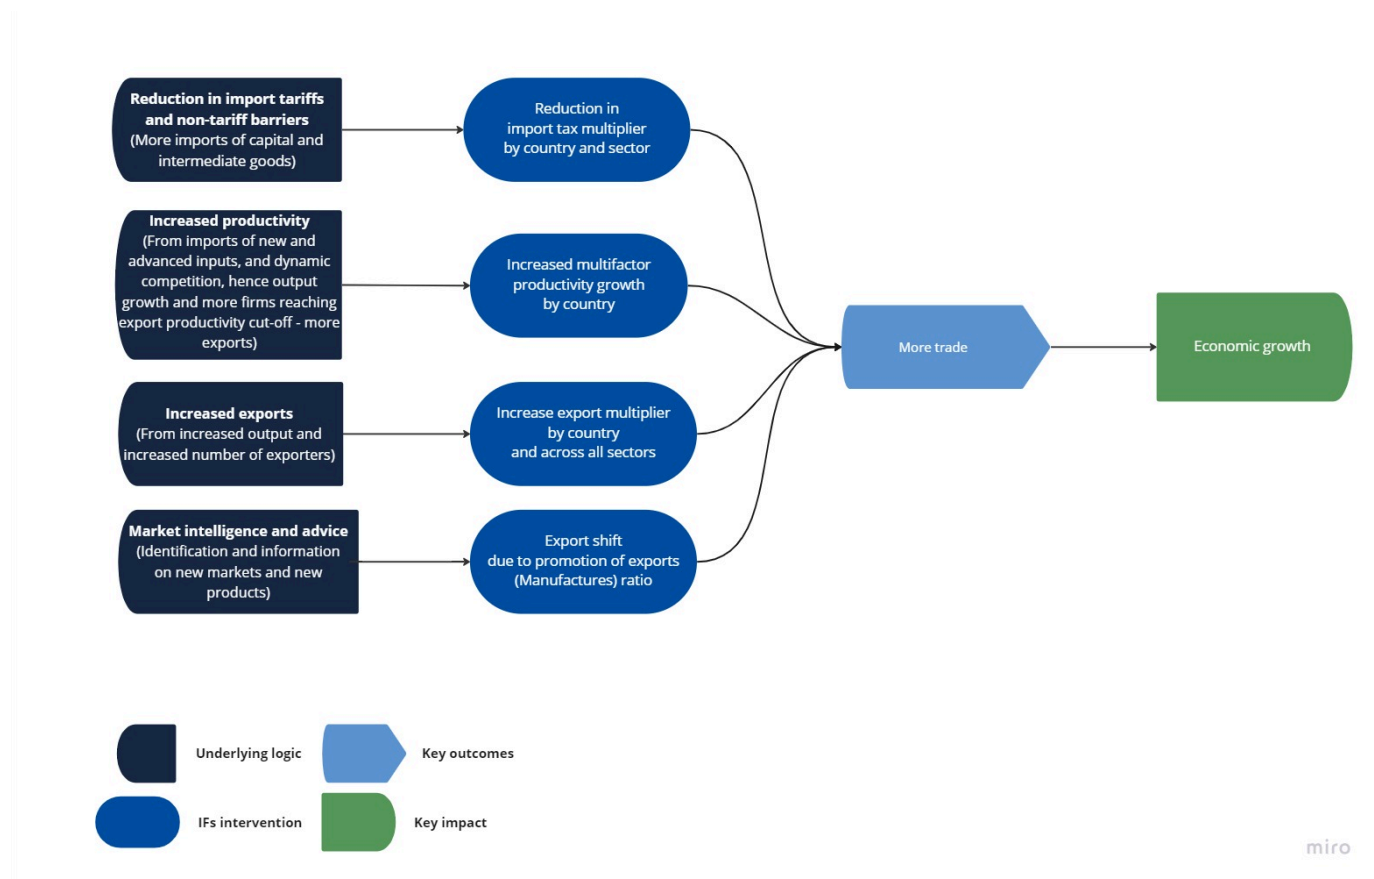 Reduction in import tariffs
and non-tariff barriers
(More imports of capital and
intermediate goods)
Reduction in
import tax multiplier
by country and sector
Increased productivity
(From imports of new and
advanced inputs, and dynamic
competition, hence output
growth and more firms reaching
export productivity cut-off - more
exports)
Increased multifactor
productivity growth
by country
More trade
Economic growth
Increased exports
(From increased output and
increased number of exporters)
Increase export multiplier
by country
and across all sectors
Market intelligence and advice
(Identification and information
on new markets and new
products)
Export shift
due to promotion of exports
(Manufactures) ratio
Underlying logic
Key outcomes
IFs intervention
Key impact
miro